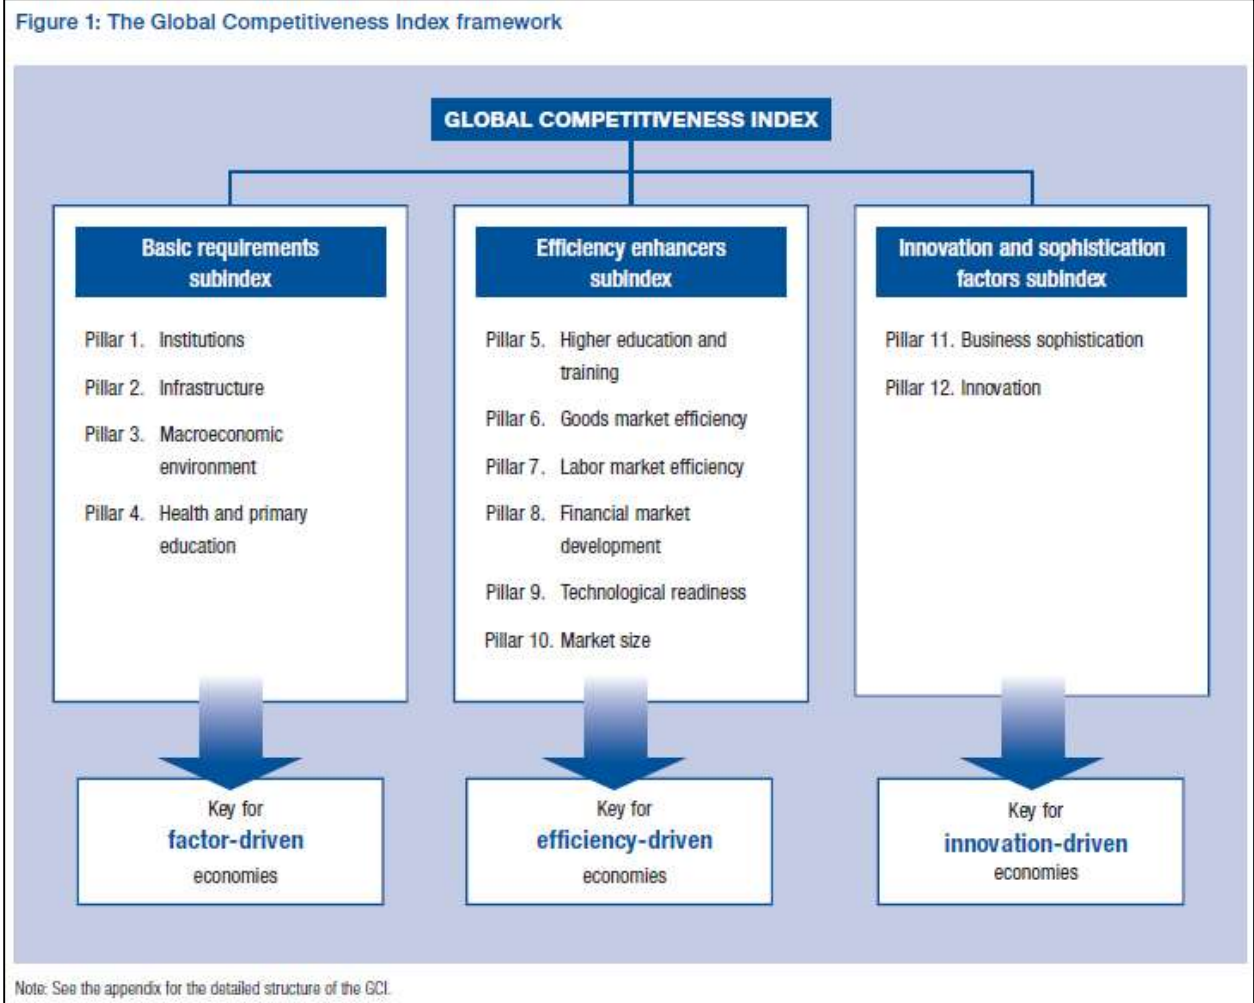 Figure 1: The Global Competitiveness Index framework
GLOBAL COMPETITIVENESS INDEX
Basic requirements
subindex
Pillar 1. Institutions
Pillar 2. Infrastructure
Pillar 3. Macroeconomic
environment
Pillar 4. Health and primary
education
Key for
factor-driven
economies
Efficiency enhancers
subindex
Pillar 5. Higher education and
training
Pillar 6. Goods market efficiency
Pillar 7. Labor market efficiency
Pillar 8. Financial market
development
Pillar 9. Technological readiness
Pillar 10. Market size
Key for
efficiency-driven
economies
Innovation and sophistication
factors subindex
Pillar 11. Business sophistication
Pillar 12. Innovation
Key for
innovation-driven
economies
Note: See the appendix for the detailed structure of the GCI.